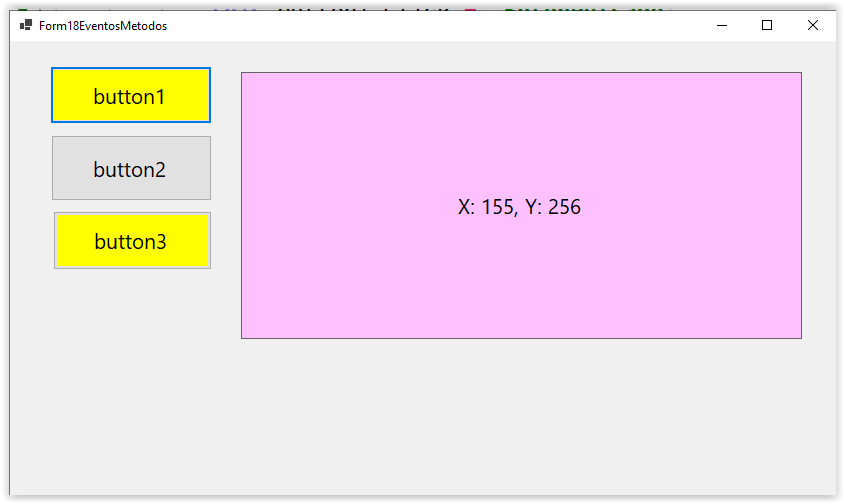 Form18EventosMetodos
button1
button2
X: 155, Y: 256
button3